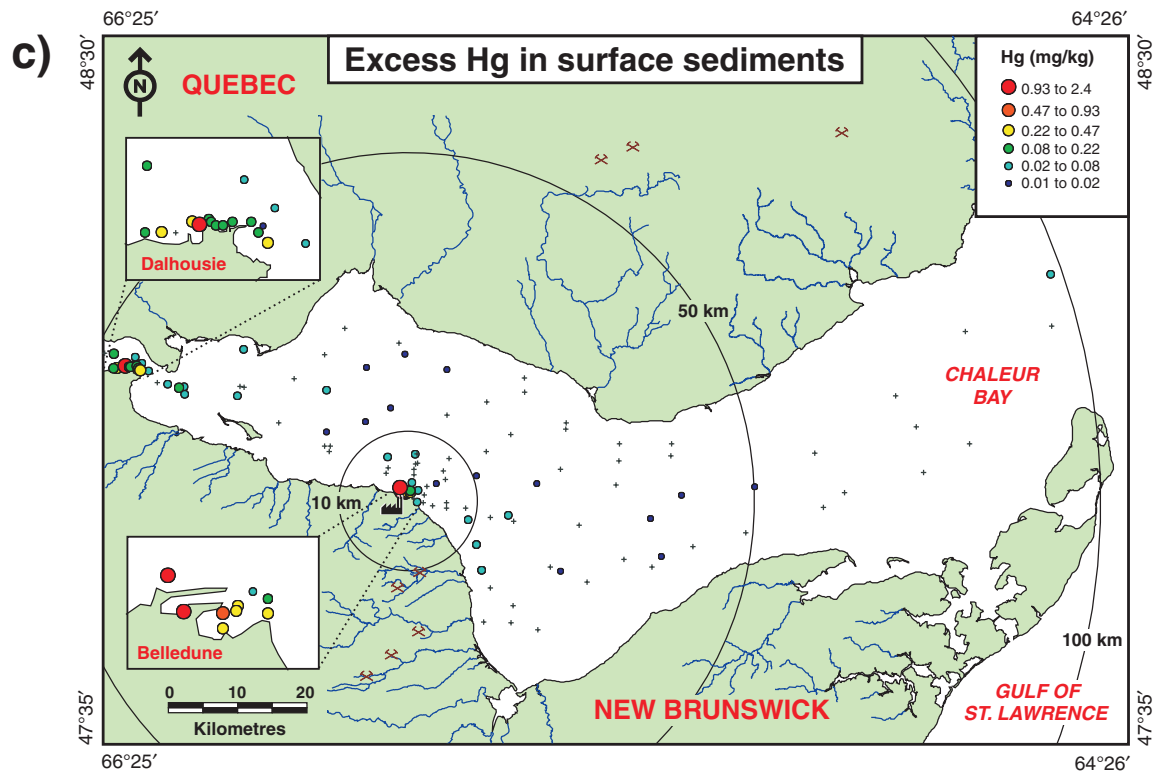 c)
66°25′
64°26′
48°30′
48°30′
Excess Hg in surface sediments
N
QUEBEC
Hg (mg/kg)
0.93 to 2.4
0.47 to 0.93
0.22 to 0.47
0.08 to 0.22
0.02 to 0.08
0.01 to 0.02
Dalhousie
50 km
CHALEUR
BAY
10 km
Belledune
100 km
0 10 20
Kilometres
NEW BRUNSWICK
GULF OF
ST. LAWRENCE
47°35′
47°35′
66°25′
64°26′